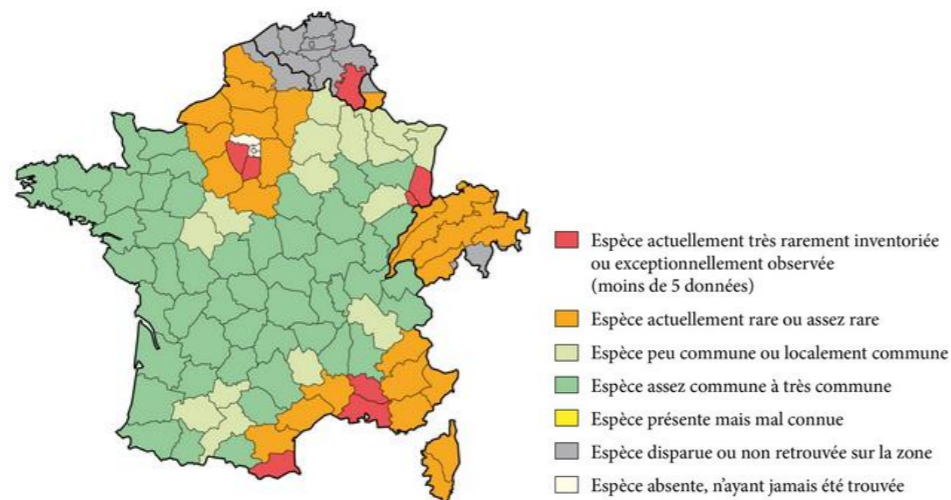 Espèce actuellement très rarement inventoriée
ou exceptionnellement observée
(moins de 5 données)
Espèce actuellement rare ou assez rare
Espèce peu commune ou localement commune
Espèce assez commune à très commune
Espèce présente mais mal connue
Espèce disparue ou non retrouvée sur la zone
Espèce absente, n'ayant jamais été trouvée